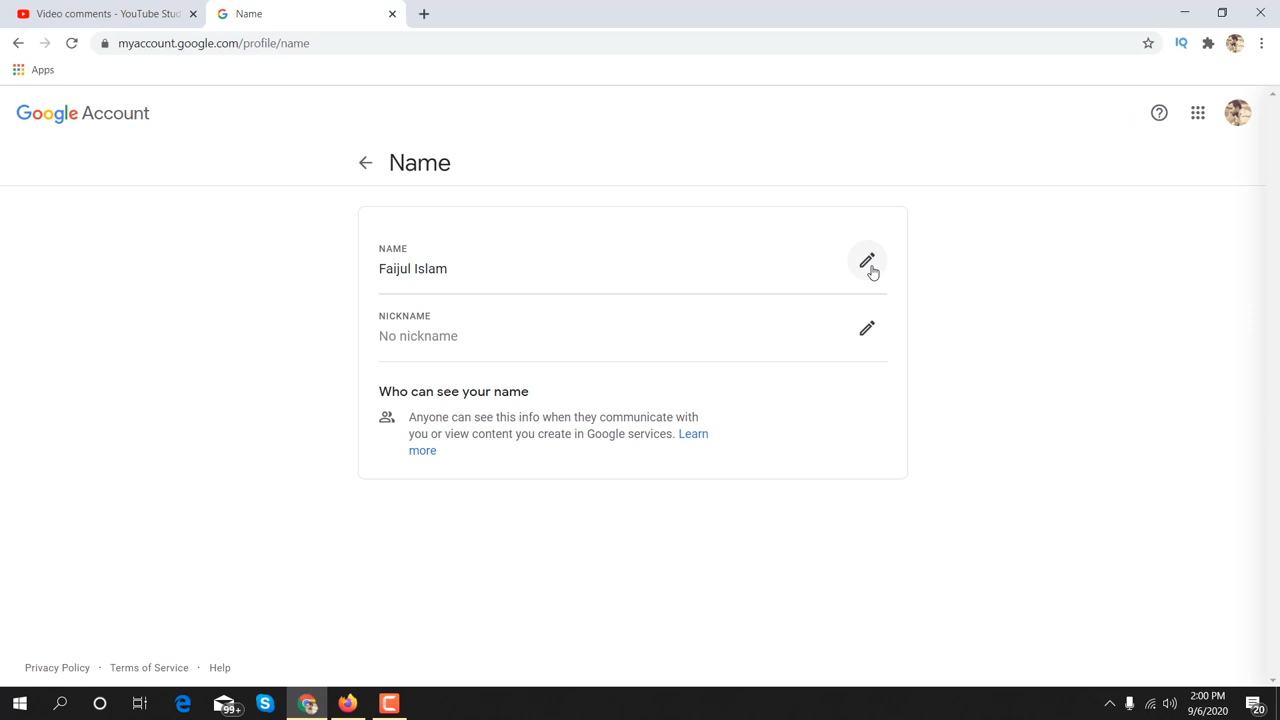 Video comments - YouTube Stud
Name
myaccount.google.com/profile/name
IQ
Apps
Google Account
Name
NAME
Faijul Islam
NICKNAME
No nickname
Who can see your name
Anyone can see this info when they communicate with
you or view content you create in Google services. Learn
more
Privacy Policy · Terms of Service · Help
99+
2:00 PM
9/6/2020
20